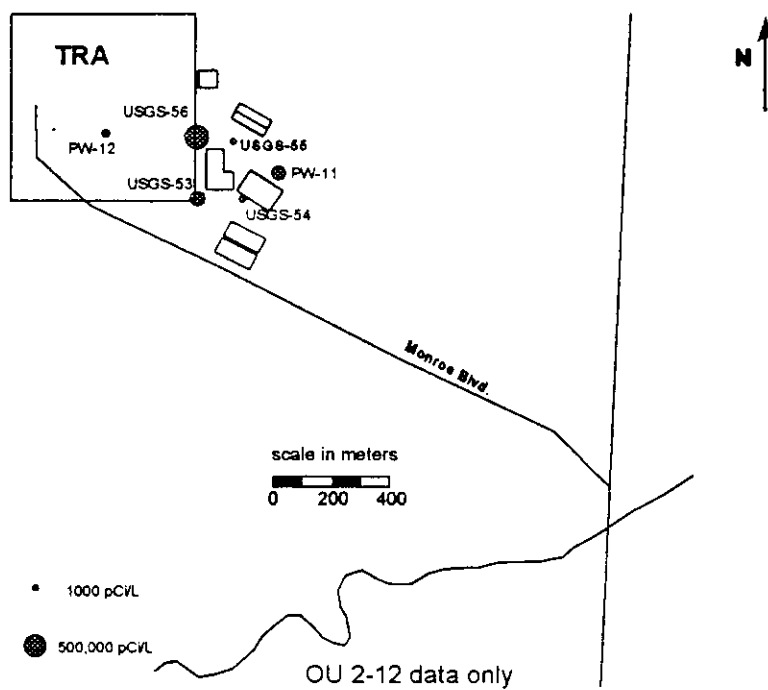 TRA
N
USGS-56
PW-12
USGS-55
PW-11
USGS-53
USGS-54
Monroe Blvd.
scale in meters
0 200 400
1000 pCi/L
500,000 pCi/L
OU 2-12 data only